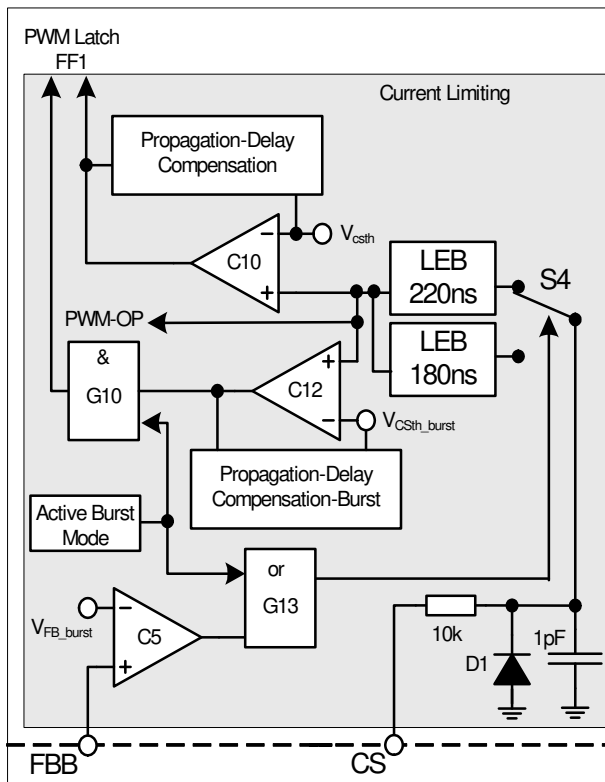 PWM Latch
FF1
Current Limiting
Propagation-Delay
Compensation
−
Vcsth
C10
+
LEB
220ns
S4
PWM-OP
LEB
180ns
&
G10
+
C12
−
VCSth_burst
Propagation-Delay
Compensation-Burst
Active Burst
Mode
or
G13
−
VFB_burst
C5
+
10k
1pF
D1
FBB
CS